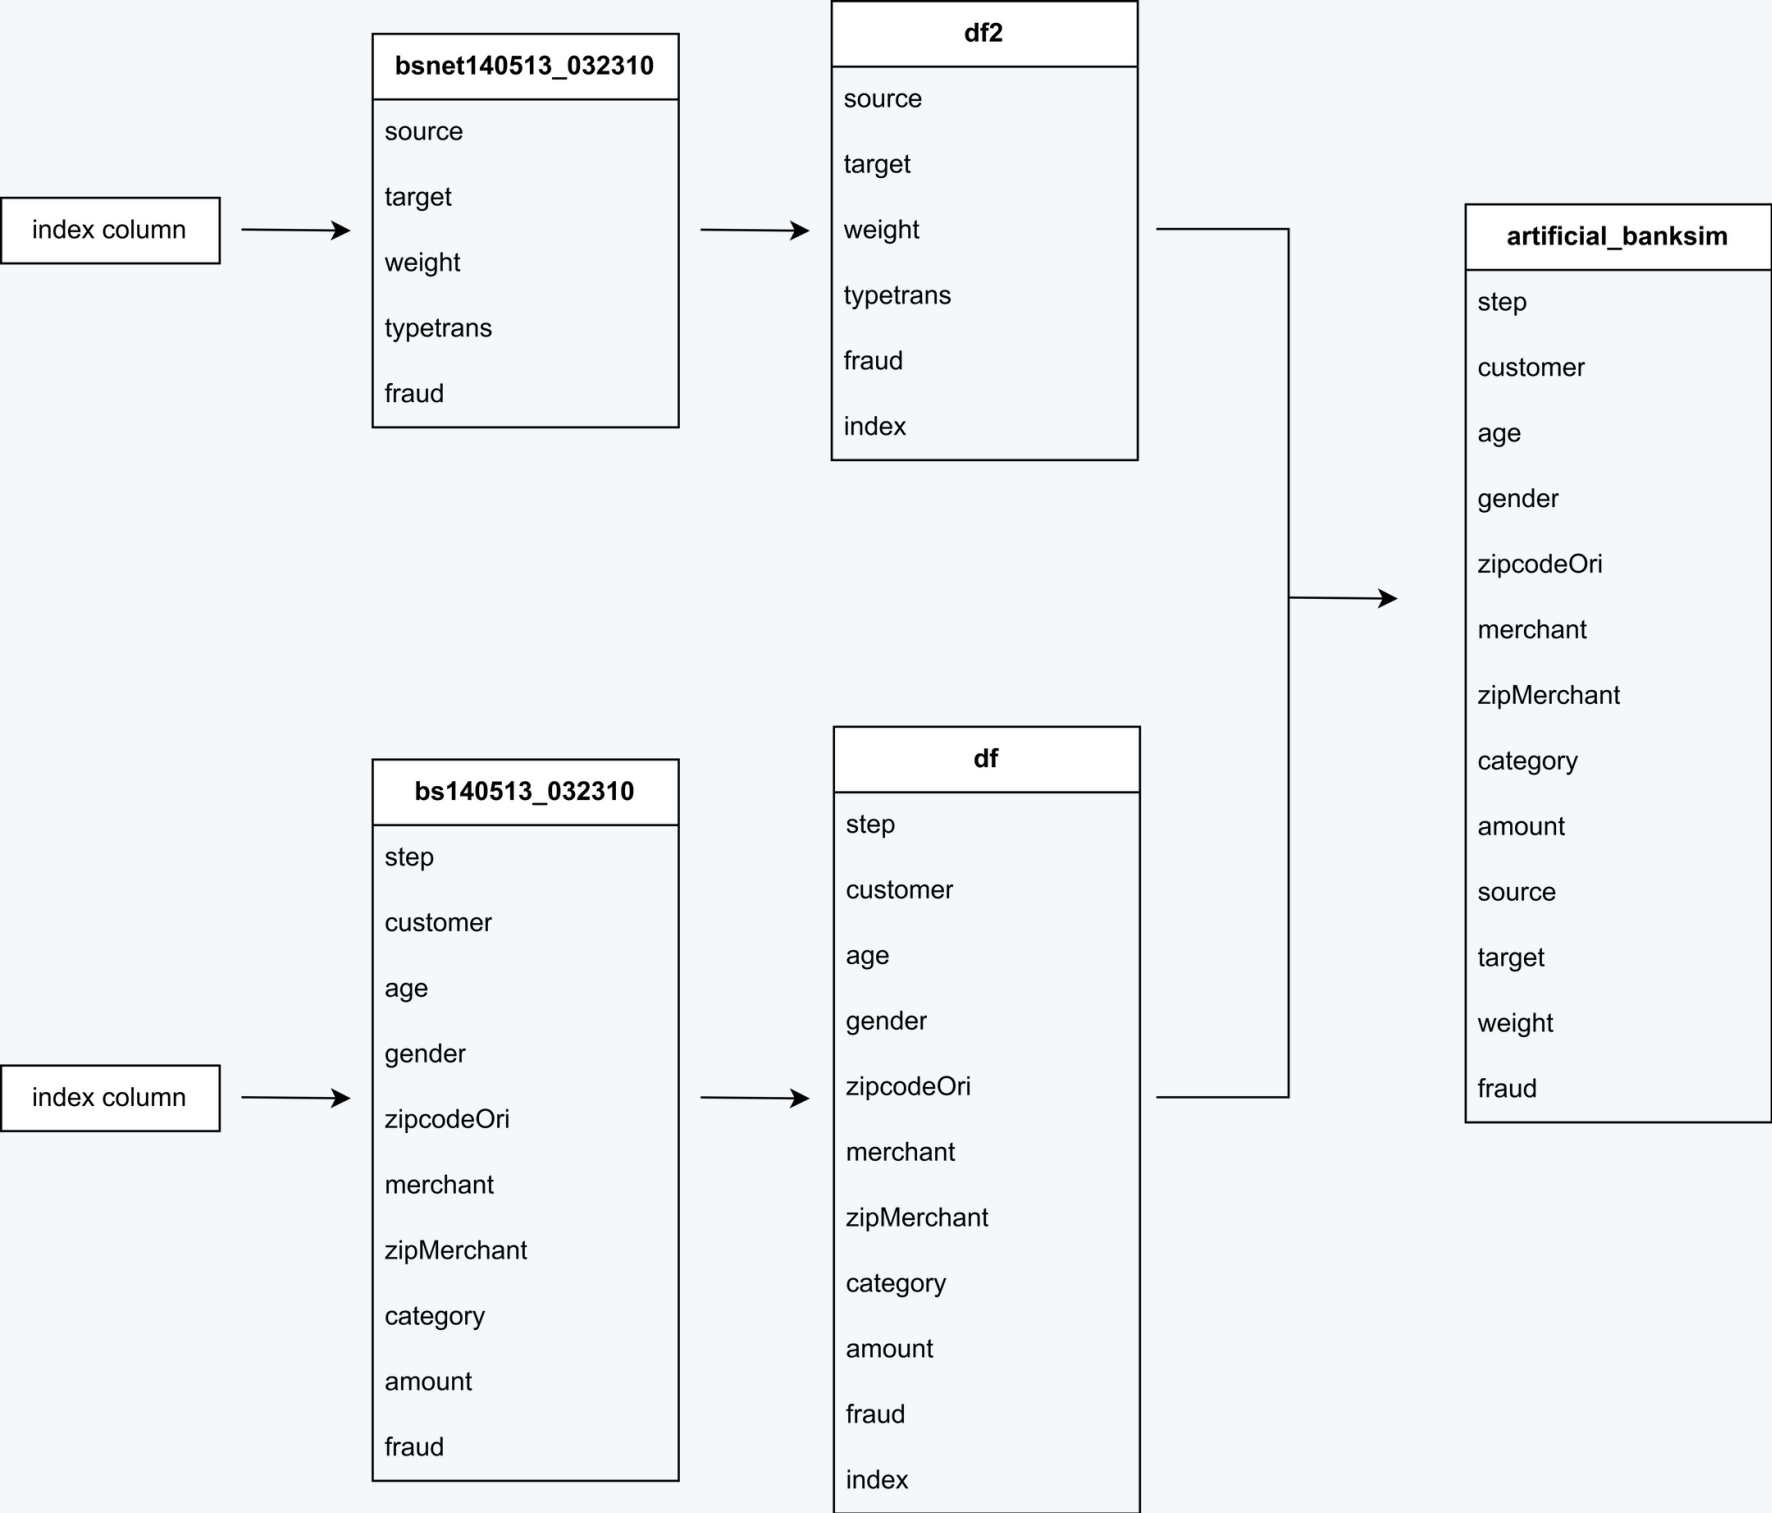 index column
bsnet140513_032310
source
target
weight
typetrans
fraud
df2
source
target
weight
typetrans
fraud
index
index column
bs140513_032310
step
customer
age
gender
zipcodeOri
merchant
zipMerchant
category
amount
fraud
df
step
customer
age
gender
zipcodeOri
merchant
zipMerchant
category
amount
fraud
index
artificial_banksim
step
customer
age
gender
zipcodeOri
merchant
zipMerchant
category
amount
source
target
weight
fraud